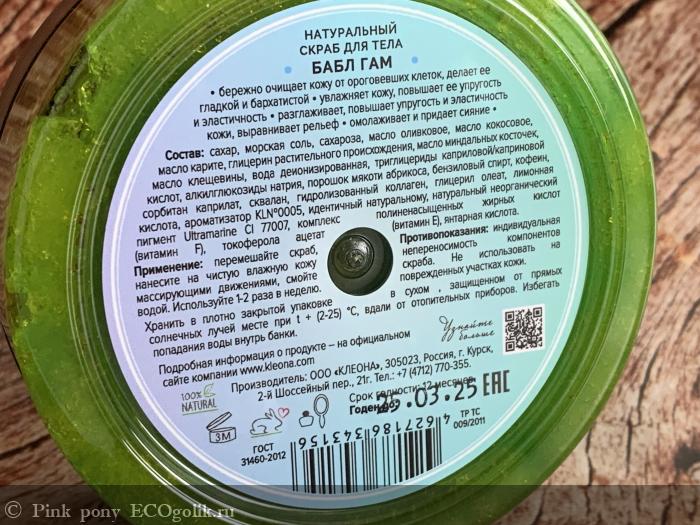 НАТУРАЛЬНЫЙ
СКРАБ ДЛЯ ТЕЛА
• БАБЛ ГАМ •
• бережно очищает кожу от ороговевших клеток, делает ее
гладкой и бархатистой • увлажняет кожу, повышает ее упругость
и эластичность • разглаживает, повышает упругость и эластичность
кожи, выравнивает рельеф • омолаживает и придает сияние •
Состав: сахар, морская соль, сахароза, масло оливковое, масло кокосовое,
масло карите, глицерин растительного происхождения, масло миндальных косточек,
масло клещевины, вода деионизированная, триглицериды каприловой/каприновой
кислот, алкилглюкозиды натрия, порошок мякоти абрикоса, бензиловый спирт, кофеин,
сорбитан каприлат, сквалан, гидролизованный коллаген, глицерил олеат, лимонная
кислота, ароматизатор KLN°0005, идентичный натуральному, натуральный неорганический
пигмент Ultramarine CI 77007, комплекс полиненасыщенных жирных кислот
(витамин F), токоферола ацетат (витамин Е), янтарная кислота.
Применение: перемешайте скраб,
нанесите на чистую влажную кожу
массирующими движениями, смойте
водой. Используйте 1-2 раза в неделю.
Противопоказания: индивидуальная
непереносимость компонентов
скраба. Не использовать на
поврежденных участках кожи.
Хранить в плотно закрытой упаковке в сухом , защищенном от прямых
солнечных лучей месте при t + (2-25) °С, вдали от отопительных приборов. Избегать
попадания воды внутрь банки.
Узнайте
больше
Подробная информация о продукте – на официальном
сайте компании www.kleona.com
Производитель: ООО «КЛЕОНА», 305023, Россия, г. Курск,
2-й Шоссейный пер., 21г. Тел.: +7 (4712) 770-355.
100%
NATURAL
Срок годности: 12 месяцев
Годен до:
29.03.25
EAC
3M
ГОСТ
31460-2012
4 627186 343156
ТР ТС
009/2011
© Pink pony ECOgolik.ru